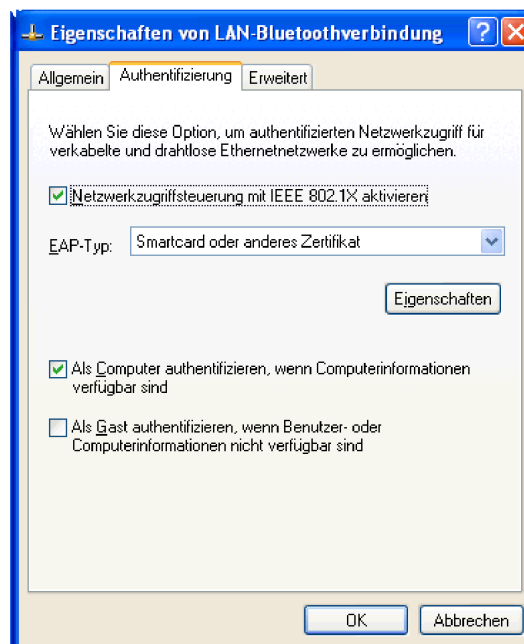 Eigenschaften von LAN-Bluetoothverbindung
Allgemein Authentifizierung Erweitert
Wählen Sie diese Option, um authentifizierten Netzwerkzugriff für
verkabelte und drahtlose Ethernetnetzwerke zu ermöglichen.
Netzwerkzugriffsteuerung mit IEEE 802.1X aktivieren
EAP-Typ: Smartcard oder anderes Zertifikat
Eigenschaften
Als Computer authentifizieren, wenn Computerinformationen
verfügbar sind
Als Gast authentifizieren, wenn Benutzer- oder
Computerinformationen nicht verfügbar sind
OK Abbrechen